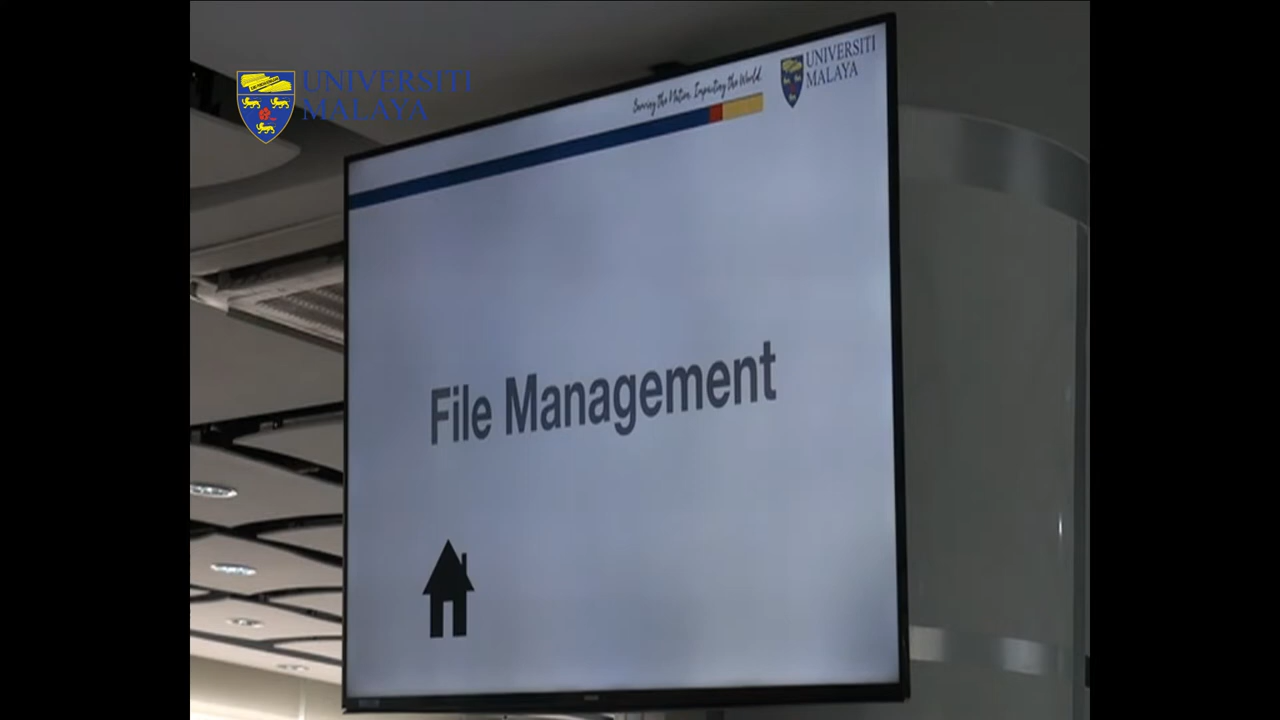 UNIVERSITI
MALAYA
Serving the Nation. Impacting the World.
UNIVERSITI
MALAYA
File Management